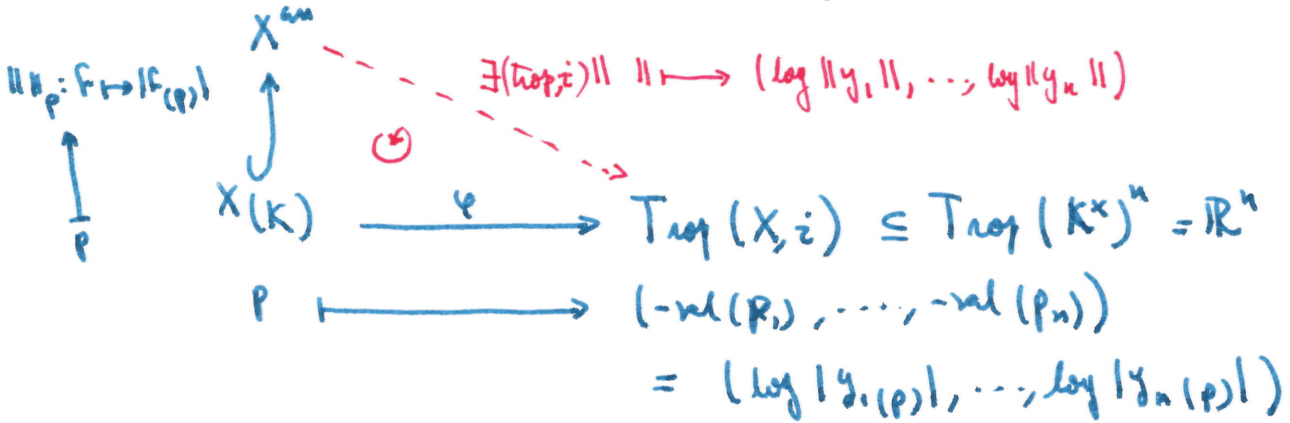 X^an
|| ||_p : f ↦ |f(p)|
∃(trop,i) || || ↦ (log ||y_1||, ..., log ||y_n||)
X(K) φ Trop (X, i) ⊆ Trop (K^×)^n = ℝ^n
p
p ↦ (-val(p_1), ...., -val(p_n))
= (log |y_1(p)|, ..., log |y_n(p)|)